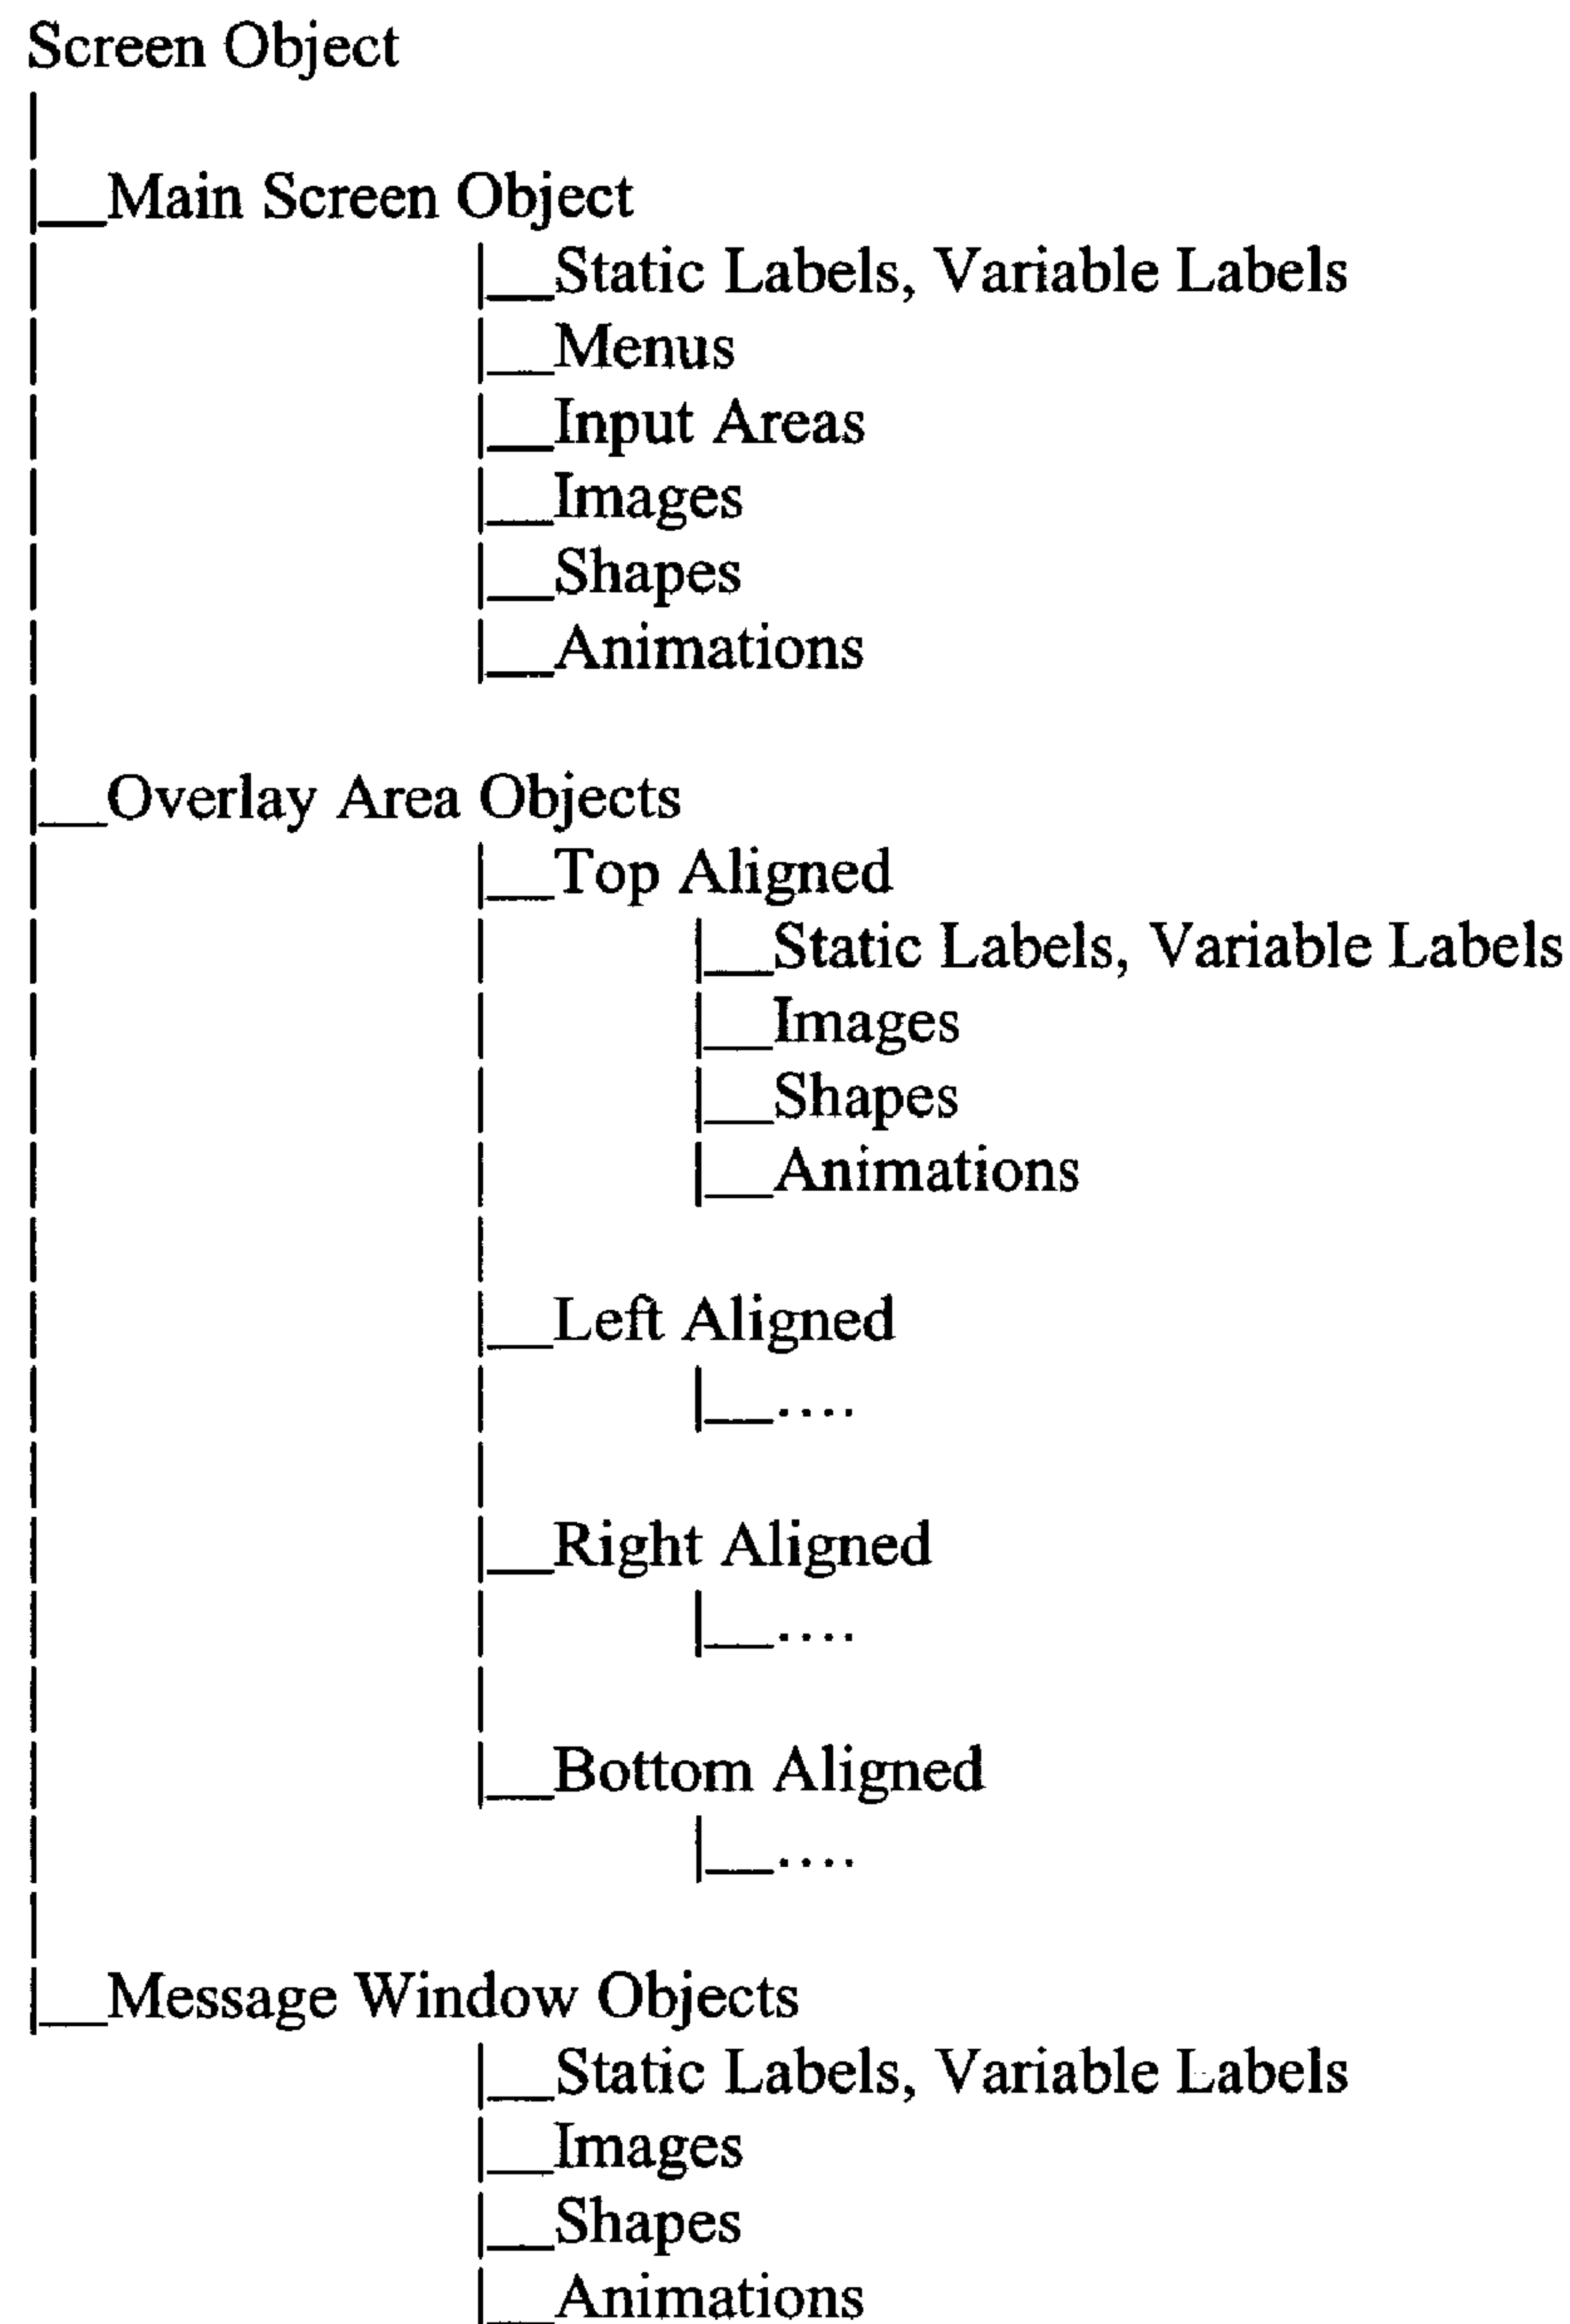 Screen Object
|
|__Main Screen Object
| |__Static Labels, Variable Labels
| |__Menus
| |__Input Areas
| |__Images
| |__Shapes
| |__Animations
|
|__Overlay Area Objects
| |__Top Aligned
| | |__Static Labels, Variable Labels
| | |__Images
| | |__Shapes
| | |__Animations
| |
| |__Left Aligned
| | |__....
| |
| |__Right Aligned
| | |__....
| |
| |__Bottom Aligned
| |__....
|
|__Message Window Objects
|__Static Labels, Variable Labels
|__Images
|__Shapes
|__Animations